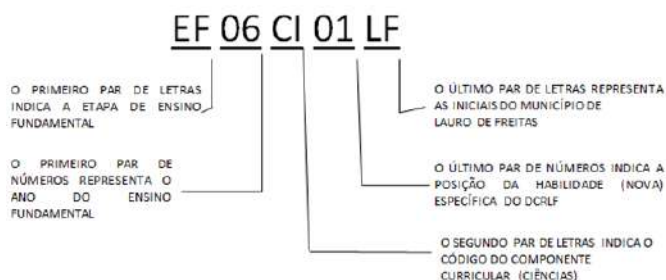 EF 06 CI 01 LF
O PRIMEIRO PAR DE LETRAS
INDICA A ETAPA DE ENSINO
FUNDAMENTAL
O PRIMEIRO PAR DE
NÚMEROS REPRESENTA O
ANO DO ENSINO
FUNDAMENTAL
O ÚLTIMO PAR DE LETRAS REPRESENTA
AS INICIAIS DO MUNICÍPIO DE
LAURO DE FREITAS
O ÚLTIMO PAR DE NÚMEROS INDICA A
POSIÇÃO DA HABILIDADE (NOVA)
ESPECÍFICA DO DCRLF
O SEGUNDO PAR DE LETRAS INDICA O
CÓDIGO DO COMPONENTE
CURRICULAR (CIÊNCIAS)